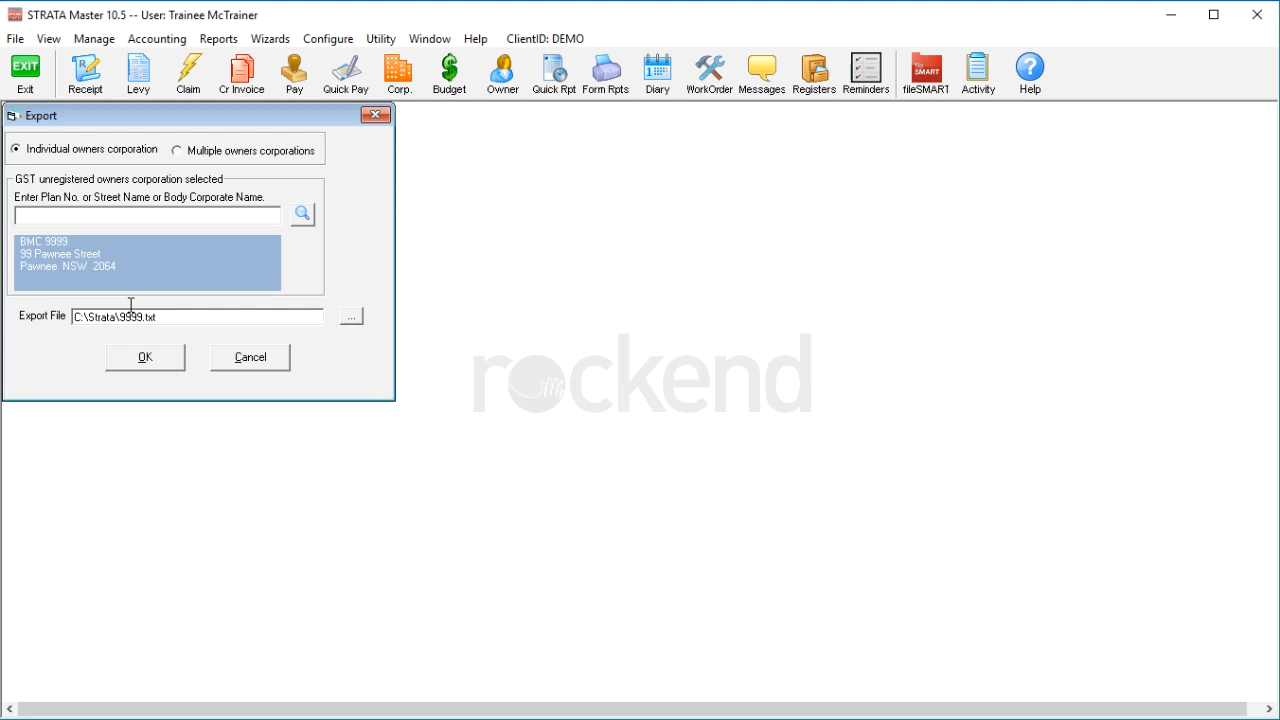 STRATA Master 10.5 -- User: Trainee McTrainer
File View Manage Accounting Reports Wizards Configure Utility Window Help ClientID: DEMO
EXIT SMART
Exit Receipt Levy Claim Cr Invoice Pay Quick Pay Corp. Budget Owner Quick Rpt Form Rpts Diary WorkOrder Messages Registers Reminders fileSMART Activity Help
Export
Individual owners corporation Multiple owners corporations
GST unregistered owners corporation selected
Enter Plan No. or Street Name or Body Corporate Name.
BMC 9999
99 Pawnee Street
Pawnee NSW 2064
Export File C:\Strata\9999.txt ...
OK Cancel
rockend